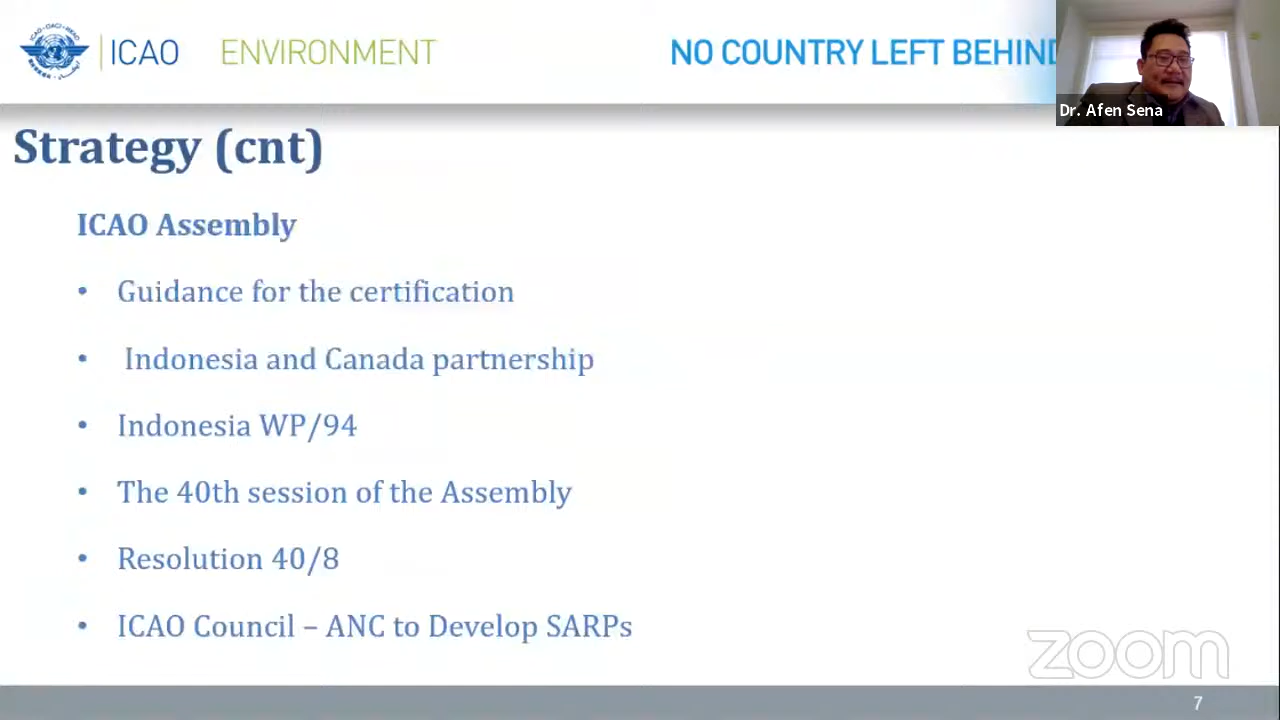 ICAO ENVIRONMENT
NO COUNTRY LEFT BEHIND
Dr. Afen Sena
Strategy (cnt)
ICAO Assembly
• Guidance for the certification
• Indonesia and Canada partnership
• Indonesia WP/94
• The 40th session of the Assembly
• Resolution 40/8
• ICAO Council – ANC to Develop SARPs
zoom
7